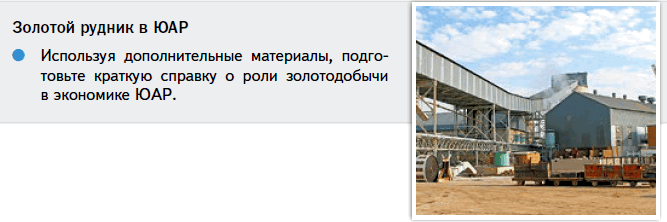 Золотой рудник в ЮАР
Используя дополнительные материалы, подго-
товьте краткую справку о роли золотодобычи
в экономике ЮАР.